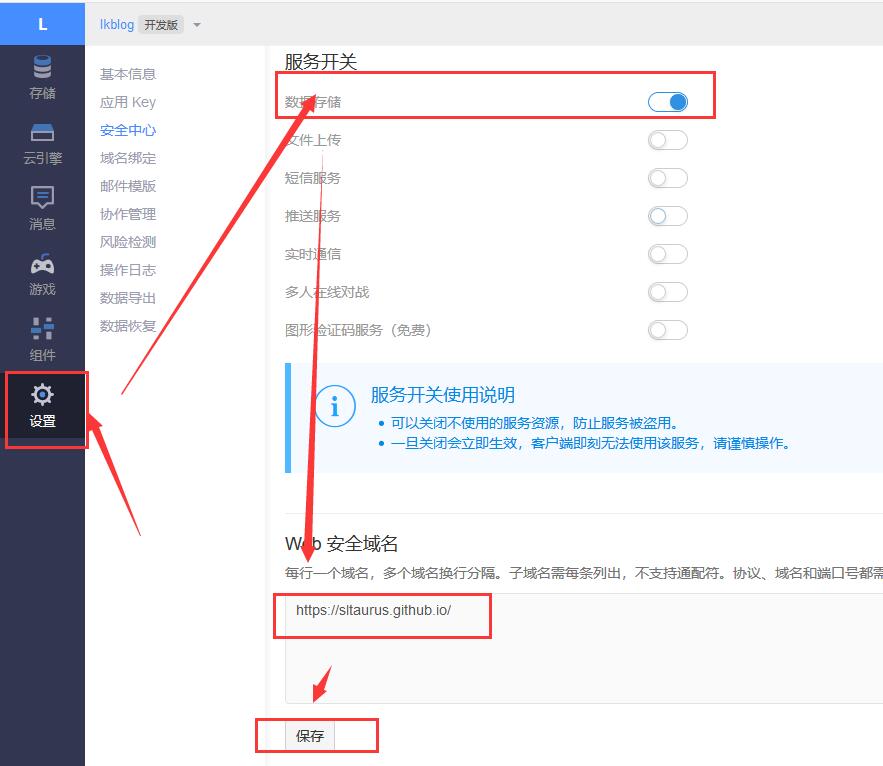 L
lkblog 开发版
存储
云引擎
消息
游戏
组件
设置
基本信息
应用 Key
安全中心
域名绑定
邮件模版
协作管理
风险检测
操作日志
数据导出
数据恢复
服务开关
数据存储
文件上传
短信服务
推送服务
实时通信
多人在线对战
图形验证码服务（免费）
服务开关使用说明
可以关闭不使用的服务资源，防止服务被盗用。
一旦关闭会立即生效，客户端即刻无法使用该服务，请谨慎操作。
Web 安全域名
每行一个域名，多个域名换行分隔。子域名需每条列出，不支持通配符。协议、域名和端口号都需
https://sltaurus.github.io/
保存